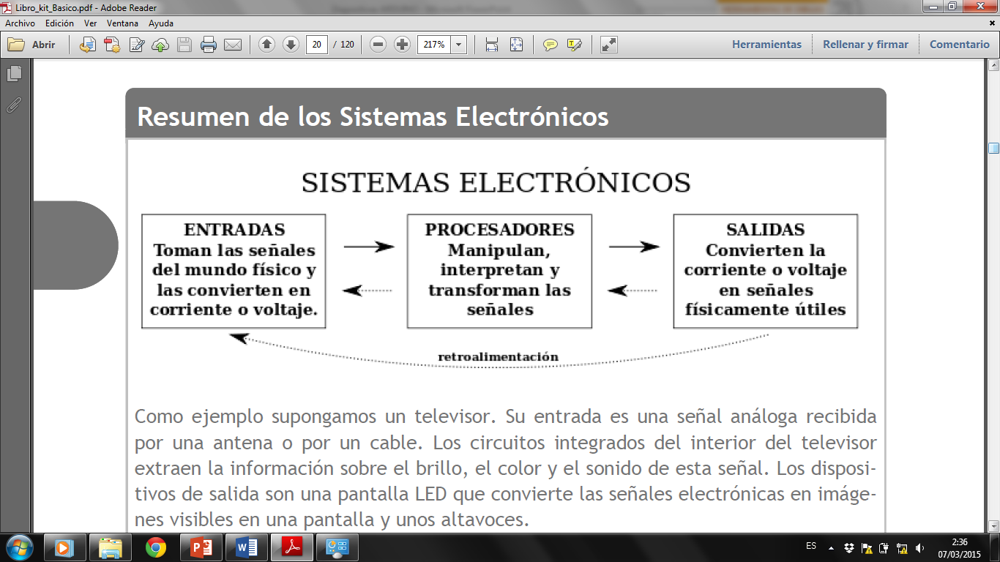 Libro_kit_Basico.pdf - Adobe Reader
Archivo Edición Ver Ventana Ayuda
Abrir 20 / 120 217% Herramientas Rellenar y firmar Comentario
Resumen de los Sistemas Electrónicos
SISTEMAS ELECTRÓNICOS
ENTRADAS
Toman las señales
del mundo físico y
las convierten en
corriente o voltaje.
PROCESADORES
Manipulan,
interpretan y
transforman las
señales
SALIDAS
Convierten la
corriente o voltaje
en señales
físicamente útiles
retroalimentación
Como ejemplo supongamos un televisor. Su entrada es una señal análoga recibida
por una antena o por un cable. Los circuitos integrados del interior del televisor
extraen la información sobre el brillo, el color y el sonido de esta señal. Los disposi-
tivos de salida son una pantalla LED que convierte las señales electrónicas en imáge-
nes visibles en una pantalla y unos altavoces.
ES 2:36
07/03/2015